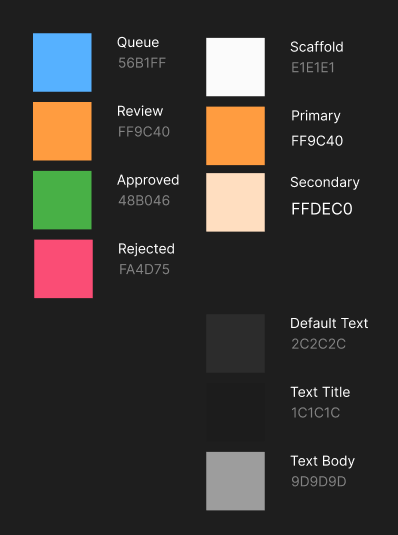 Queue
56B1FF
Review
FF9C40
Approved
48B046
Rejected
FA4D75
Scaffold
E1E1E1
Primary
FF9C40
Secondary
FFDEC0
Default Text
2C2C2C
Text Title
1C1C1C
Text Body
9D9D9D